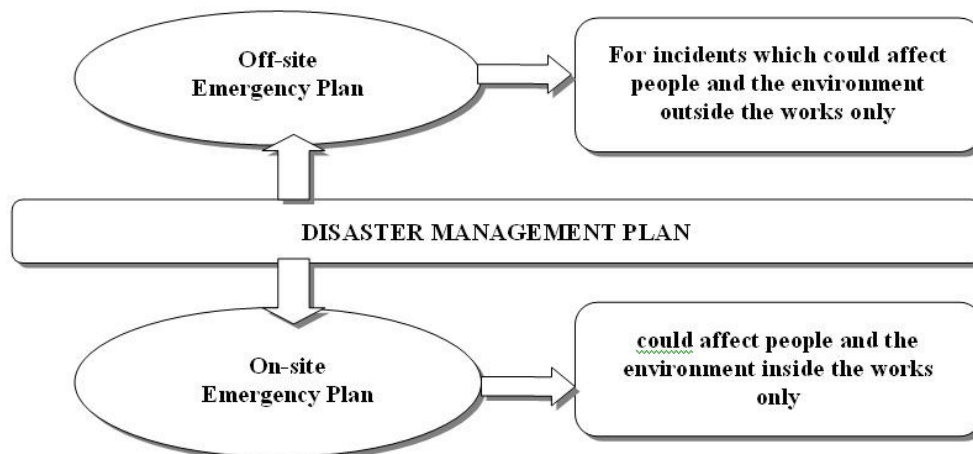 Off-site
Emergency Plan
For incidents which could affect
people and the environment
outside the works only
DISASTER MANAGEMENT PLAN
On-site
Emergency Plan
could affect people and the
environment inside the works
only